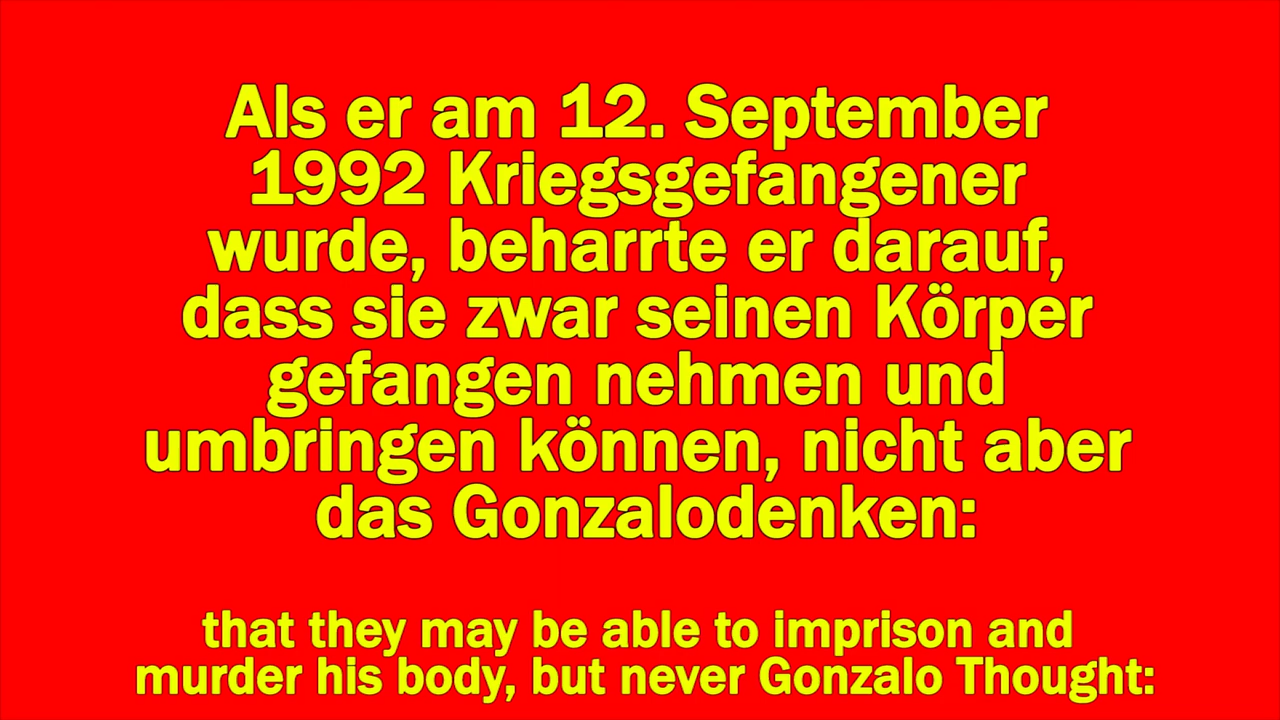 Als er am 12. September
1992 Kriegsgefangener
wurde, beharrte er darauf,
dass sie zwar seinen Körper
gefangen nehmen und
umbringen können, nicht aber
das Gonzalodenken:
that they may be able to imprison and
murder his body, but never Gonzalo Thought: